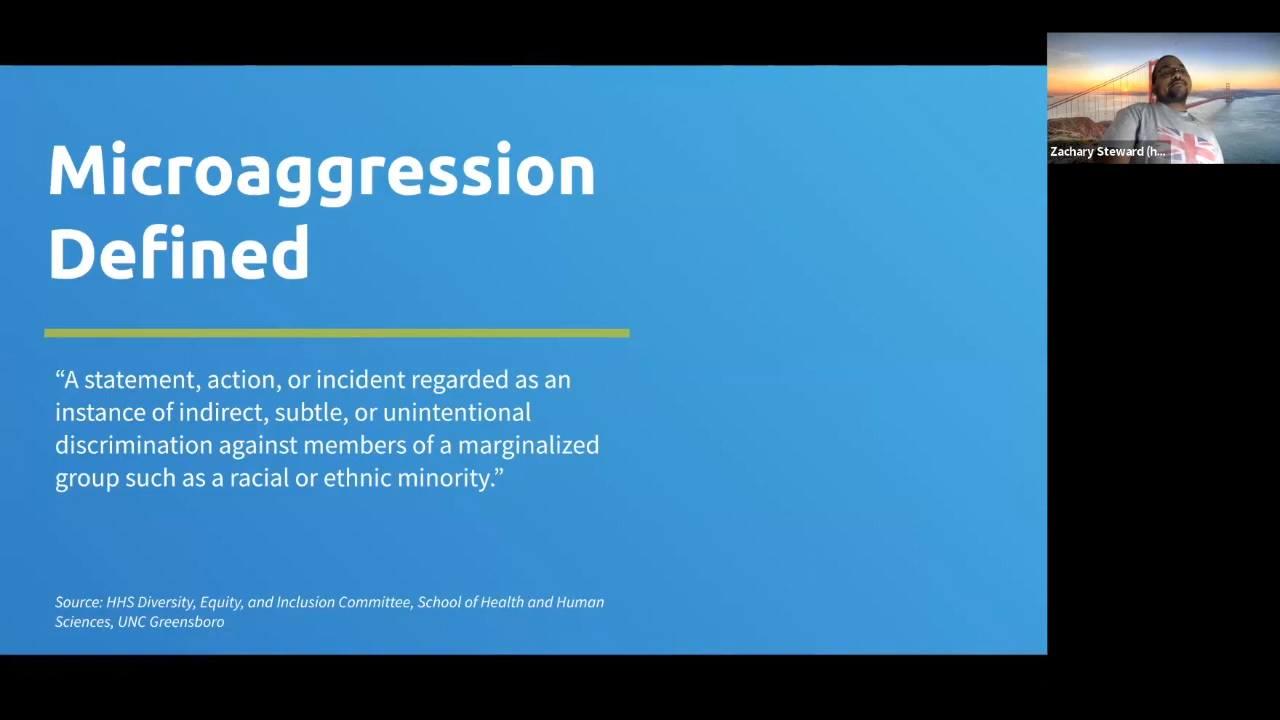 Microaggression
Defined
“A statement, action, or incident regarded as an
instance of indirect, subtle, or unintentional
discrimination against members of a marginalized
group such as a racial or ethnic minority.”
Source: HHS Diversity, Equity, and Inclusion Committee, School of Health and Human
Sciences, UNC Greensboro
Zachary Steward (h...